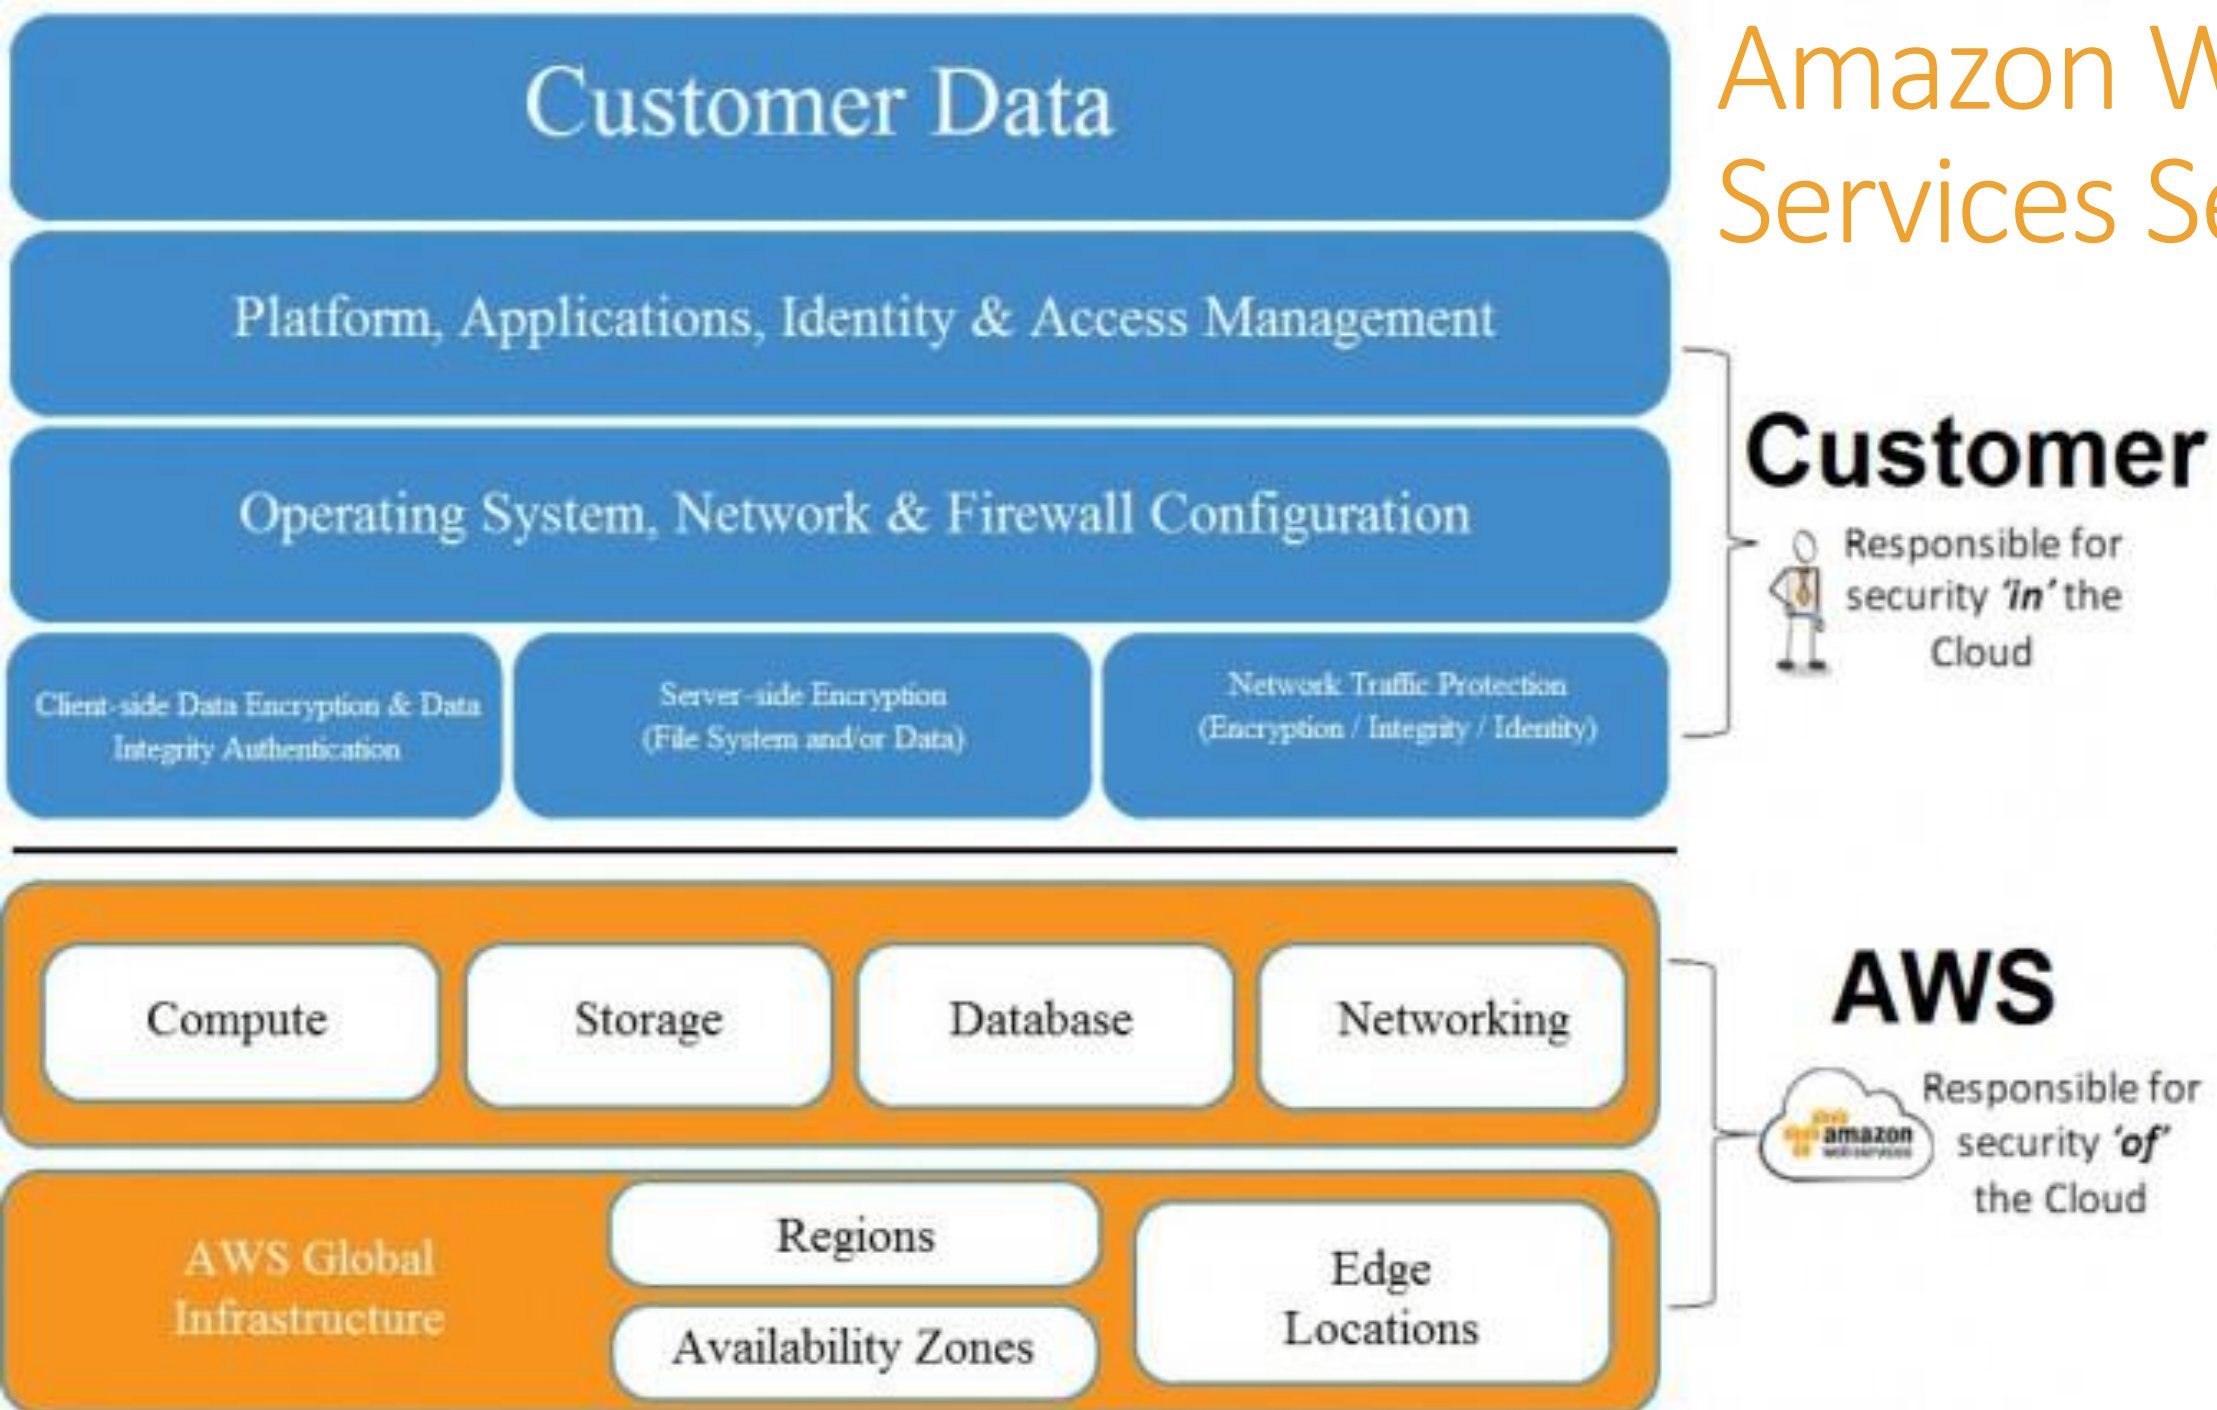 Amazon W
Services Se
Customer Data
Platform, Applications, Identity & Access Management
Operating System, Network & Firewall Configuration
Client-side Data Encryption & Data
Integrity Authentication
Server-side Encryption
(File System and/or Data)
Network Traffic Protection
(Encryption / Integrity / Identity)
Customer
Responsible for
security 'in' the
Cloud
Compute
Storage
Database
Networking
AWS Global
Infrastructure
Regions
Availability Zones
Edge
Locations
AWS
amazon
web services
Responsible for
security 'of'
the Cloud